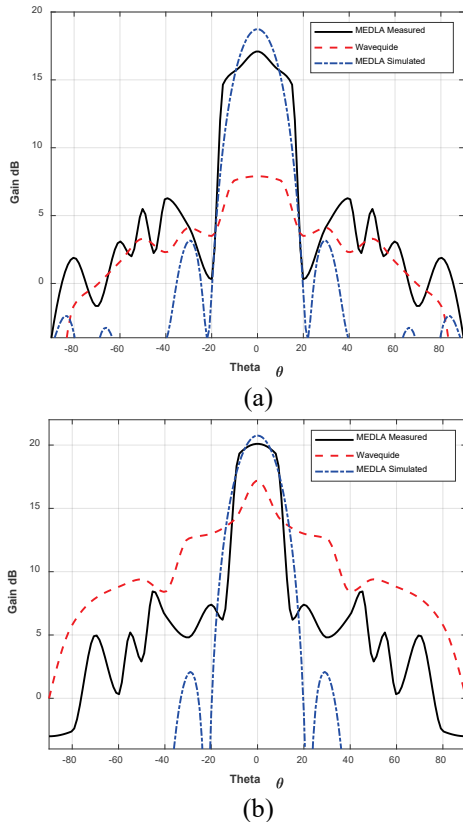 20
15
10
5
0
Gain dB
MEDLA Measured
Wavequide
MEDLA Simulated
-80 -60 -40 -20 0 20 40 60 80
Theta θ
(a)
20
15
10
5
0
Gain dB
MEDLA Measured
Wavequide
MEDLA Simulated
-80 -60 -40 -20 0 20 40 60 80
Theta θ
(b)